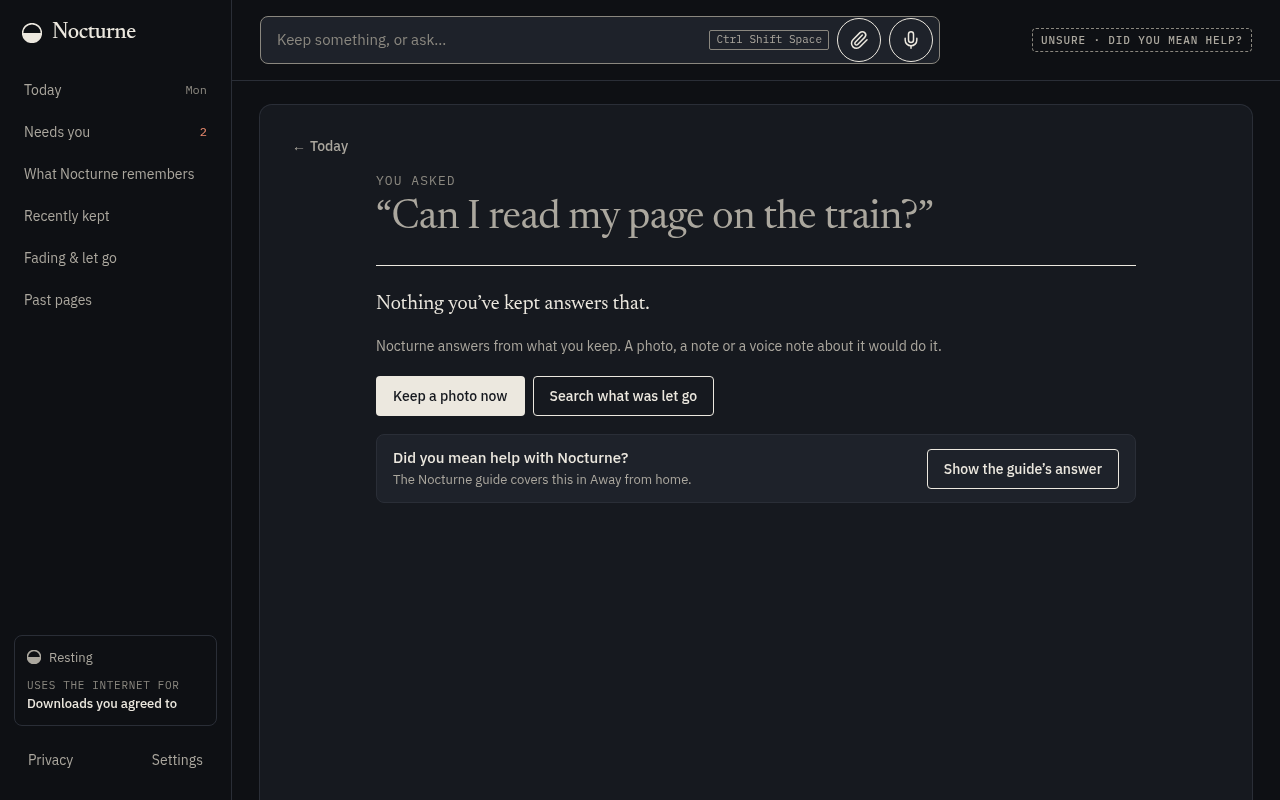 Nocturne
Keep something, or ask...
Ctrl Shift Space
UNSURE · DID YOU MEAN HELP?
Today
Mon
Needs you
2
What Nocturne remembers
Recently kept
Fading & let go
Past pages
← Today
YOU ASKED
“Can I read my page on the train?”
Nothing you’ve kept answers that.
Nocturne answers from what you keep. A photo, a note or a voice note about it would do it.
Keep a photo now
Search what was let go
Did you mean help with Nocturne?
The Nocturne guide covers this in Away from home.
Show the guide’s answer
Resting
USES THE INTERNET FOR
Downloads you agreed to
Privacy
Settings